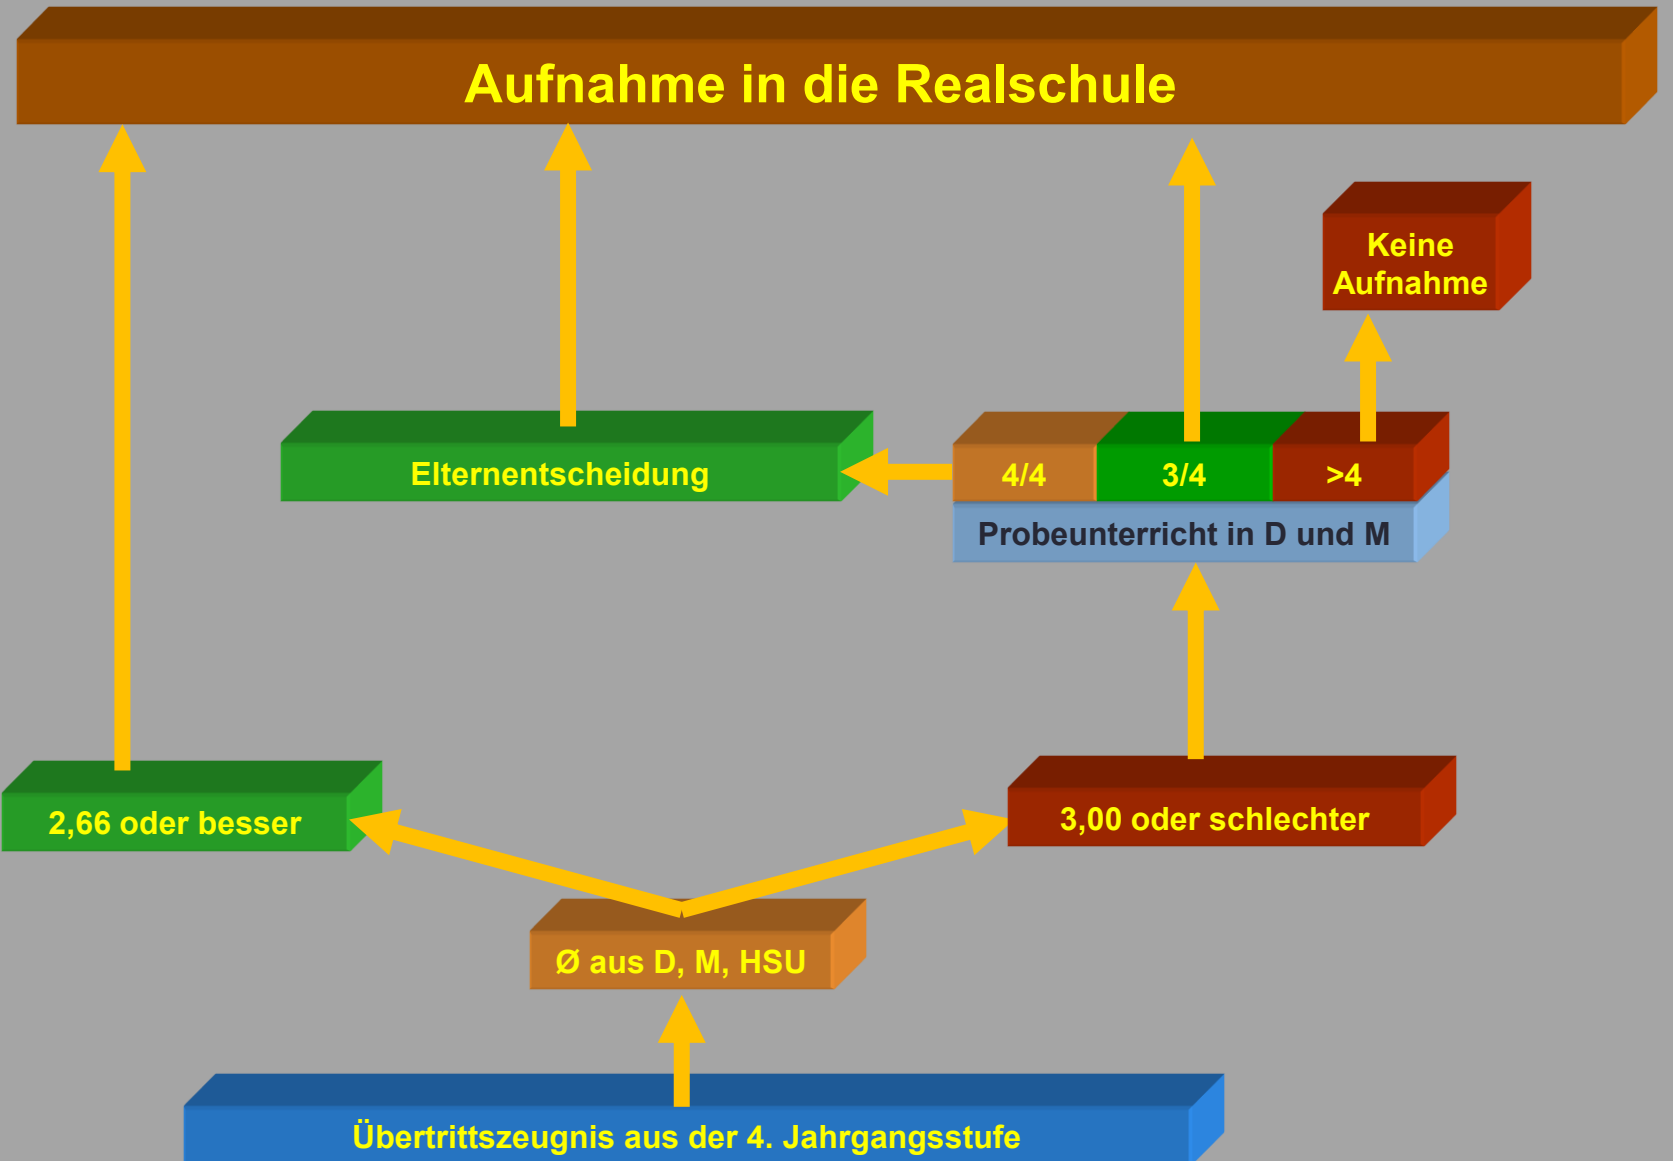 Aufnahme in die Realschule
Keine
Aufnahme
Elternentscheidung
4/4
3/4
>4
Probeunterricht in D und M
2,66 oder besser
3,00 oder schlechter
Ø aus D, M, HSU
Übertrittszeugnis aus der 4. Jahrgangsstufe